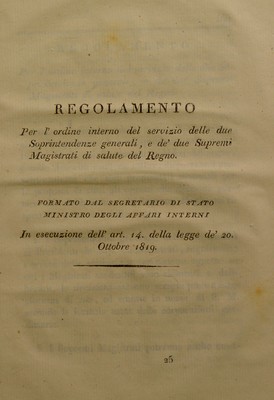 REGOLAMENTO
Per l' ordine interno del servizio delle due
Soprintendenze generali, e de' due Supremi
Magistrati di salute del Regno.
FORMATO DAL SEGRETARIO DI STATO
MINISTRO DEGLI AFFARI INTERNI
In esecuzione dell' art. 14. della legge de' 20.
Ottobre 1819.
25